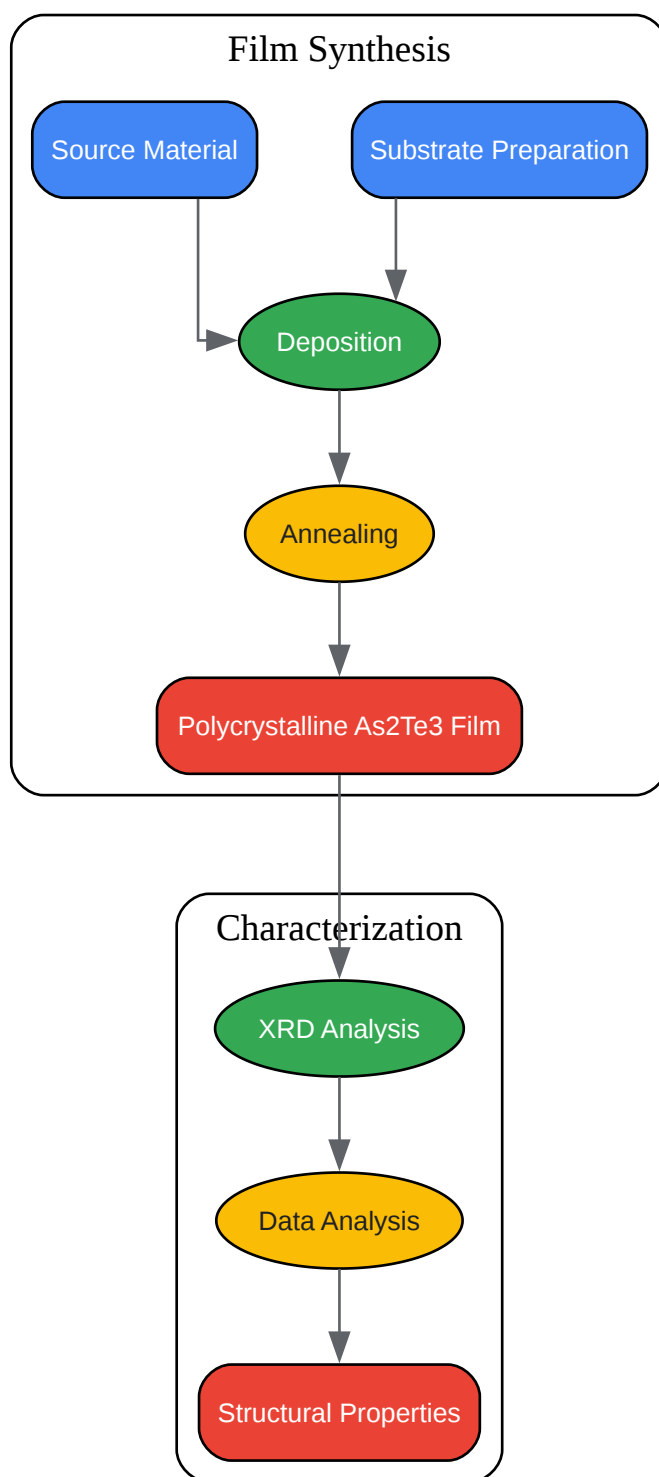 Film Synthesis
Source Material
Substrate Preparation
Deposition
Annealing
Polycrystalline As2Te3 Film
Characterization
XRD Analysis
Data Analysis
Structural Properties